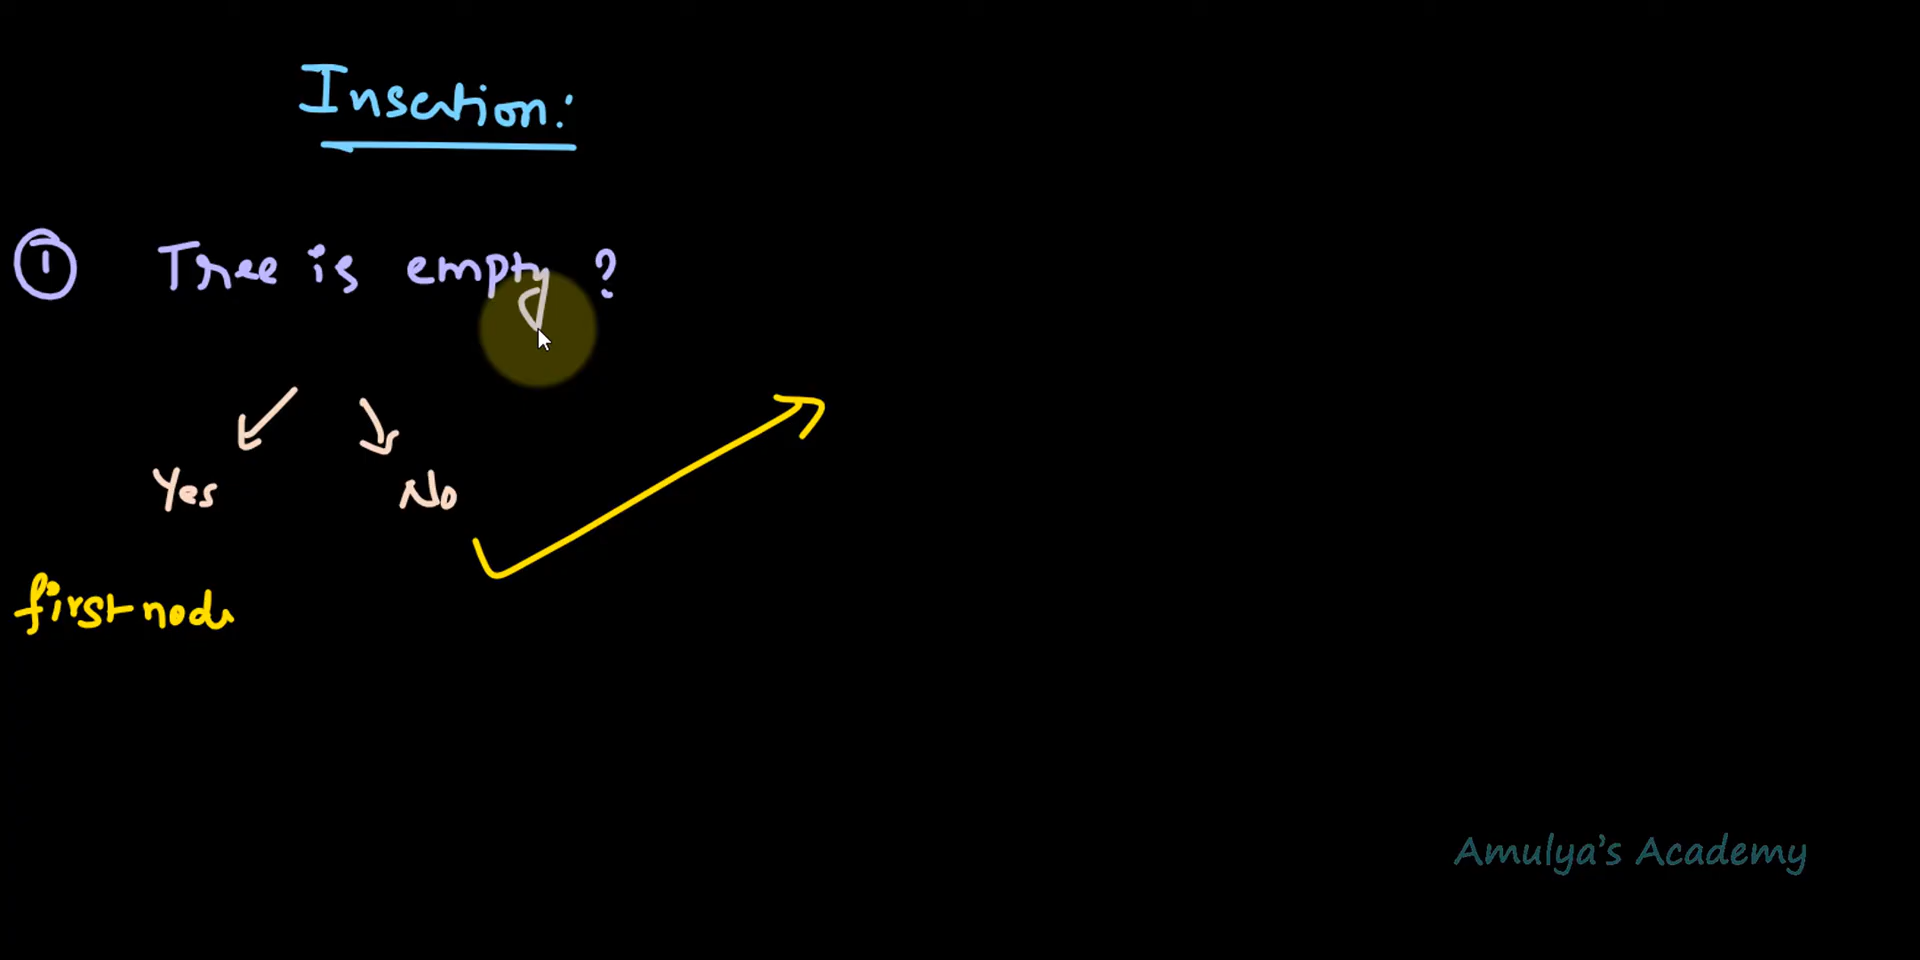 Insertion:
① Tree is empty ?
Yes No
first node
Amulya's Academy